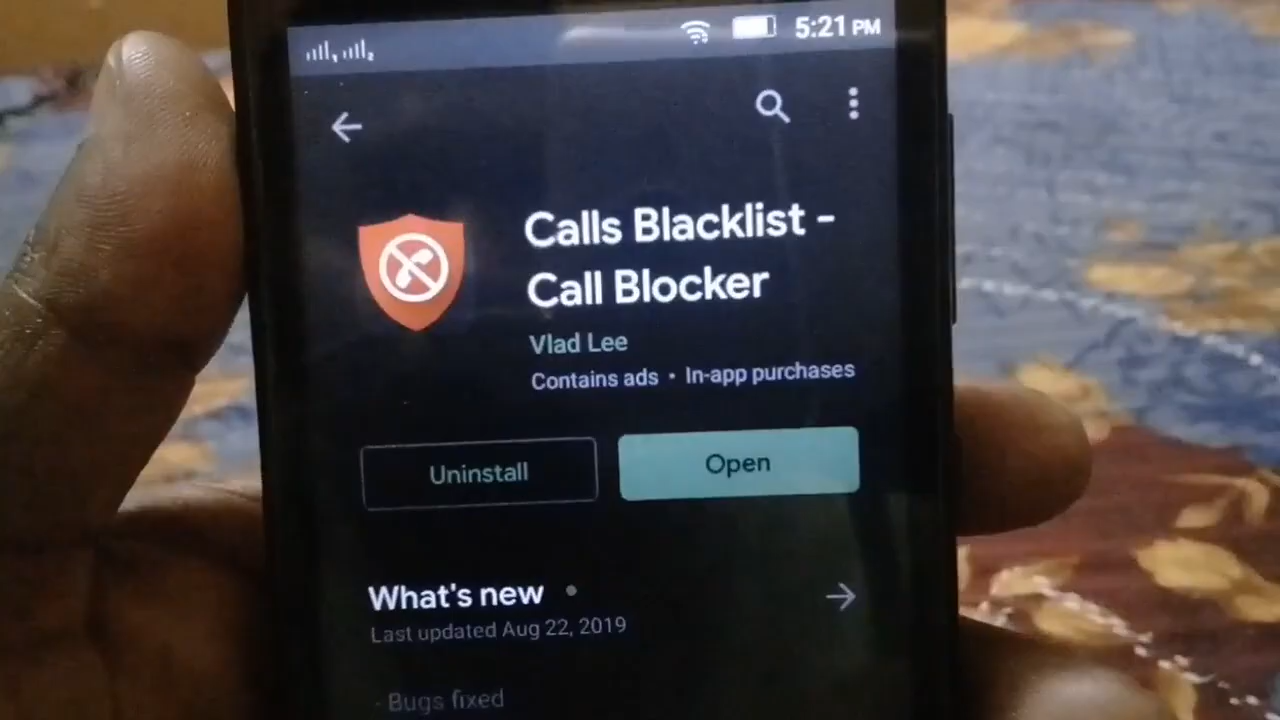 5:21 PM
Calls Blacklist -
Call Blocker
Vlad Lee
Contains ads • In-app purchases
Uninstall
Open
What's new •
Last updated Aug 22, 2019
- Bugs fixed